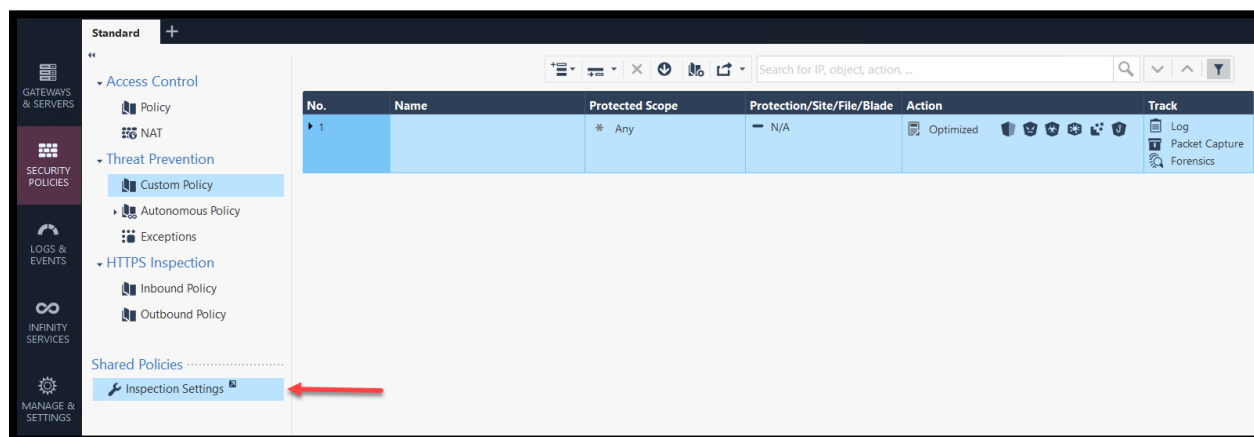 Standard
GATEWAYS
& SERVERS
SECURITY
POLICIES
LOGS &
EVENTS
INFINITY
SERVICES
MANAGE &
SETTINGS
Access Control
Policy
NAT
Threat Prevention
Custom Policy
Autonomous Policy
Exceptions
HTTPS Inspection
Inbound Policy
Outbound Policy
Shared Policies
Inspection Settings
Search for IP, object, action, ...
No. Name Protected Scope Protection/Site/File/Blade Action Track
1 * Any N/A Optimized Log
Packet Capture
Forensics